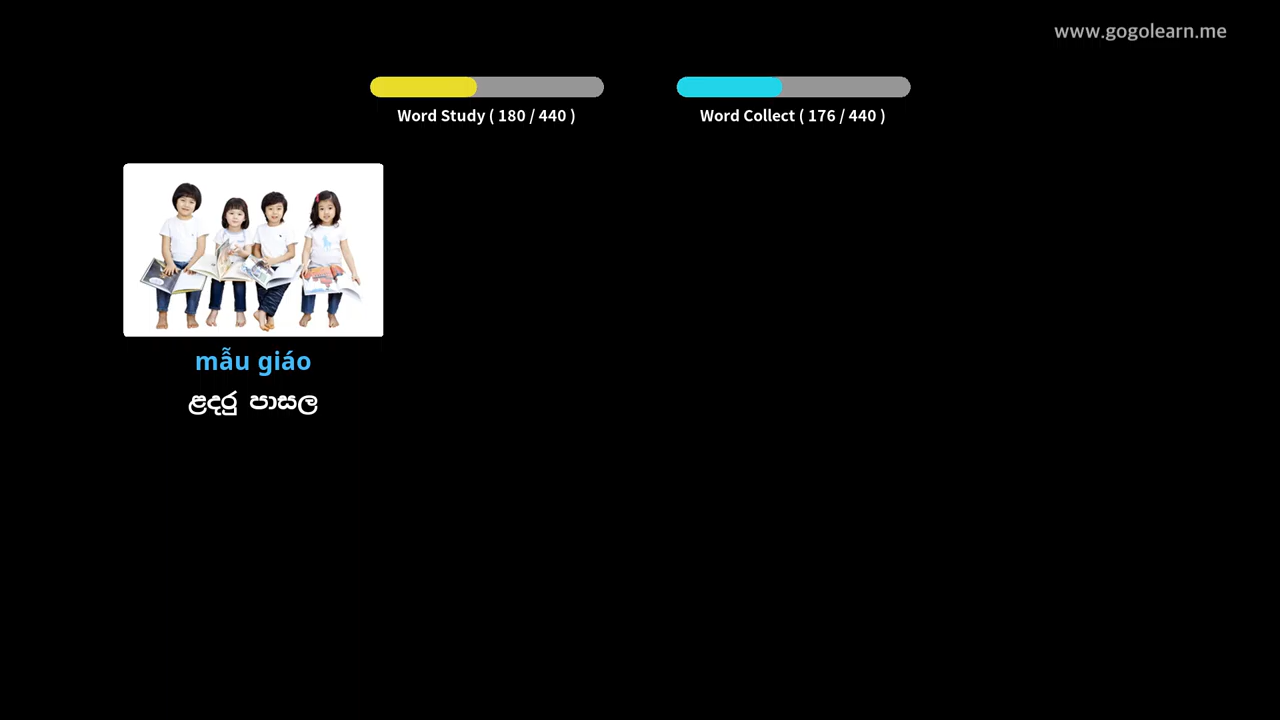 www.gogolearn.me
Word Study ( 180 / 440 )
Word Collect ( 176 / 440 )
mẫu giáo
ළදරු පාසල